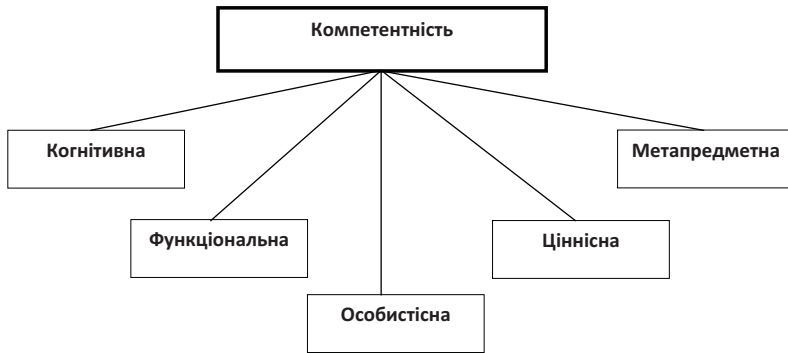 Компетентність
Когнітивна
Метапредметна
Функціональна
Ціннісна
Особистісна